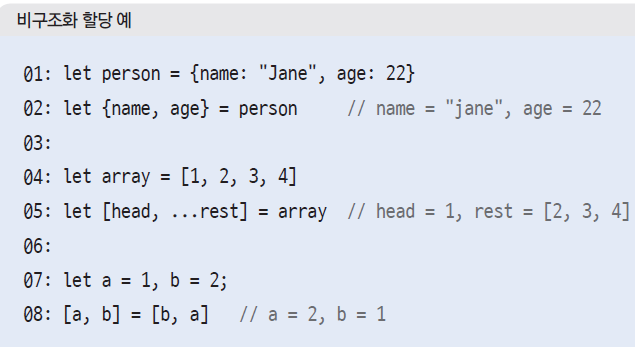 비구조화 할당 예
01: let person = {name: "Jane", age: 22}
02: let {name, age} = person // name = "jane", age = 22
03:
04: let array = [1, 2, 3, 4]
05: let [head, ...rest] = array // head = 1, rest = [2, 3, 4]
06:
07: let a = 1, b = 2;
08: [a, b] = [b, a] // a = 2, b = 1